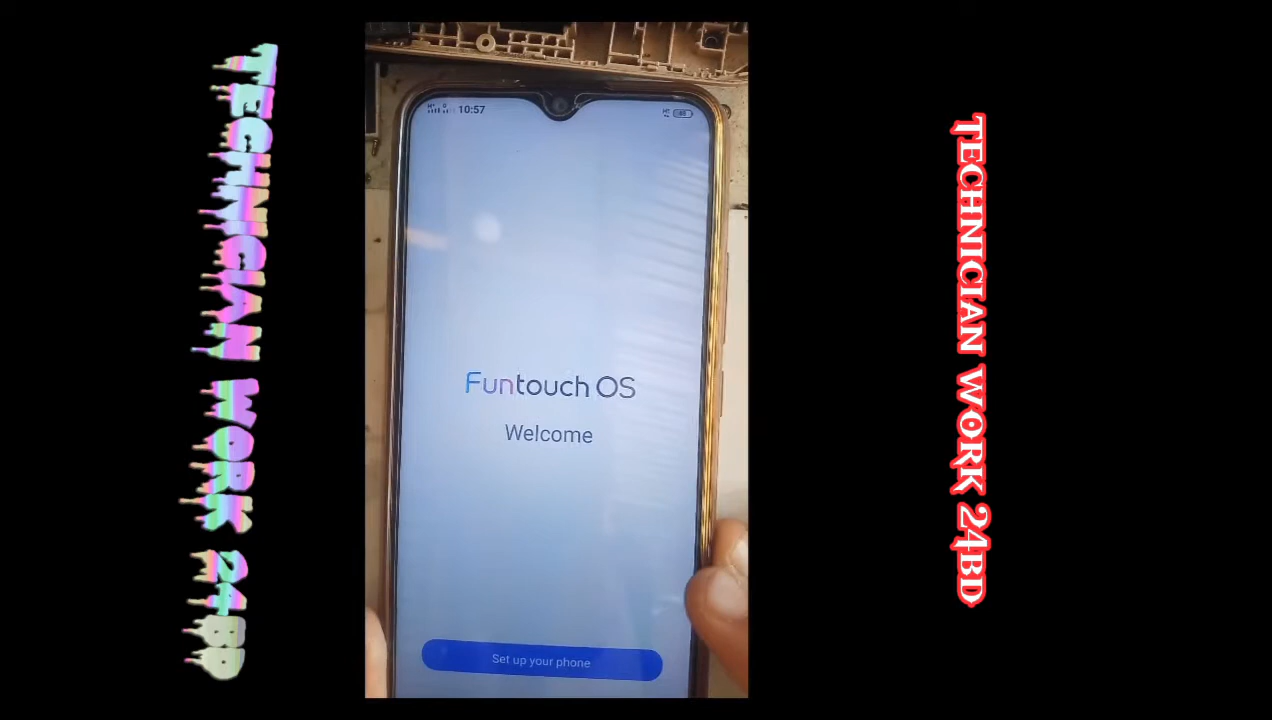 TECHNICIAN WORK 24BD
10:57
Funtouch OS
Welcome
Set up your phone
TECHNICIAN WORK 24BD